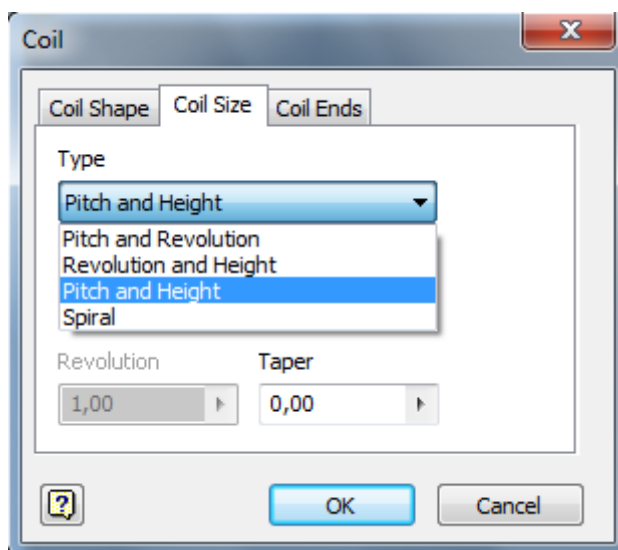 Coil
Coil Shape Coil Size Coil Ends
Type
Pitch and Height
Pitch and Revolution
Revolution and Height
Pitch and Height
Spiral
Revolution Taper
1,00 0,00
? OK Cancel